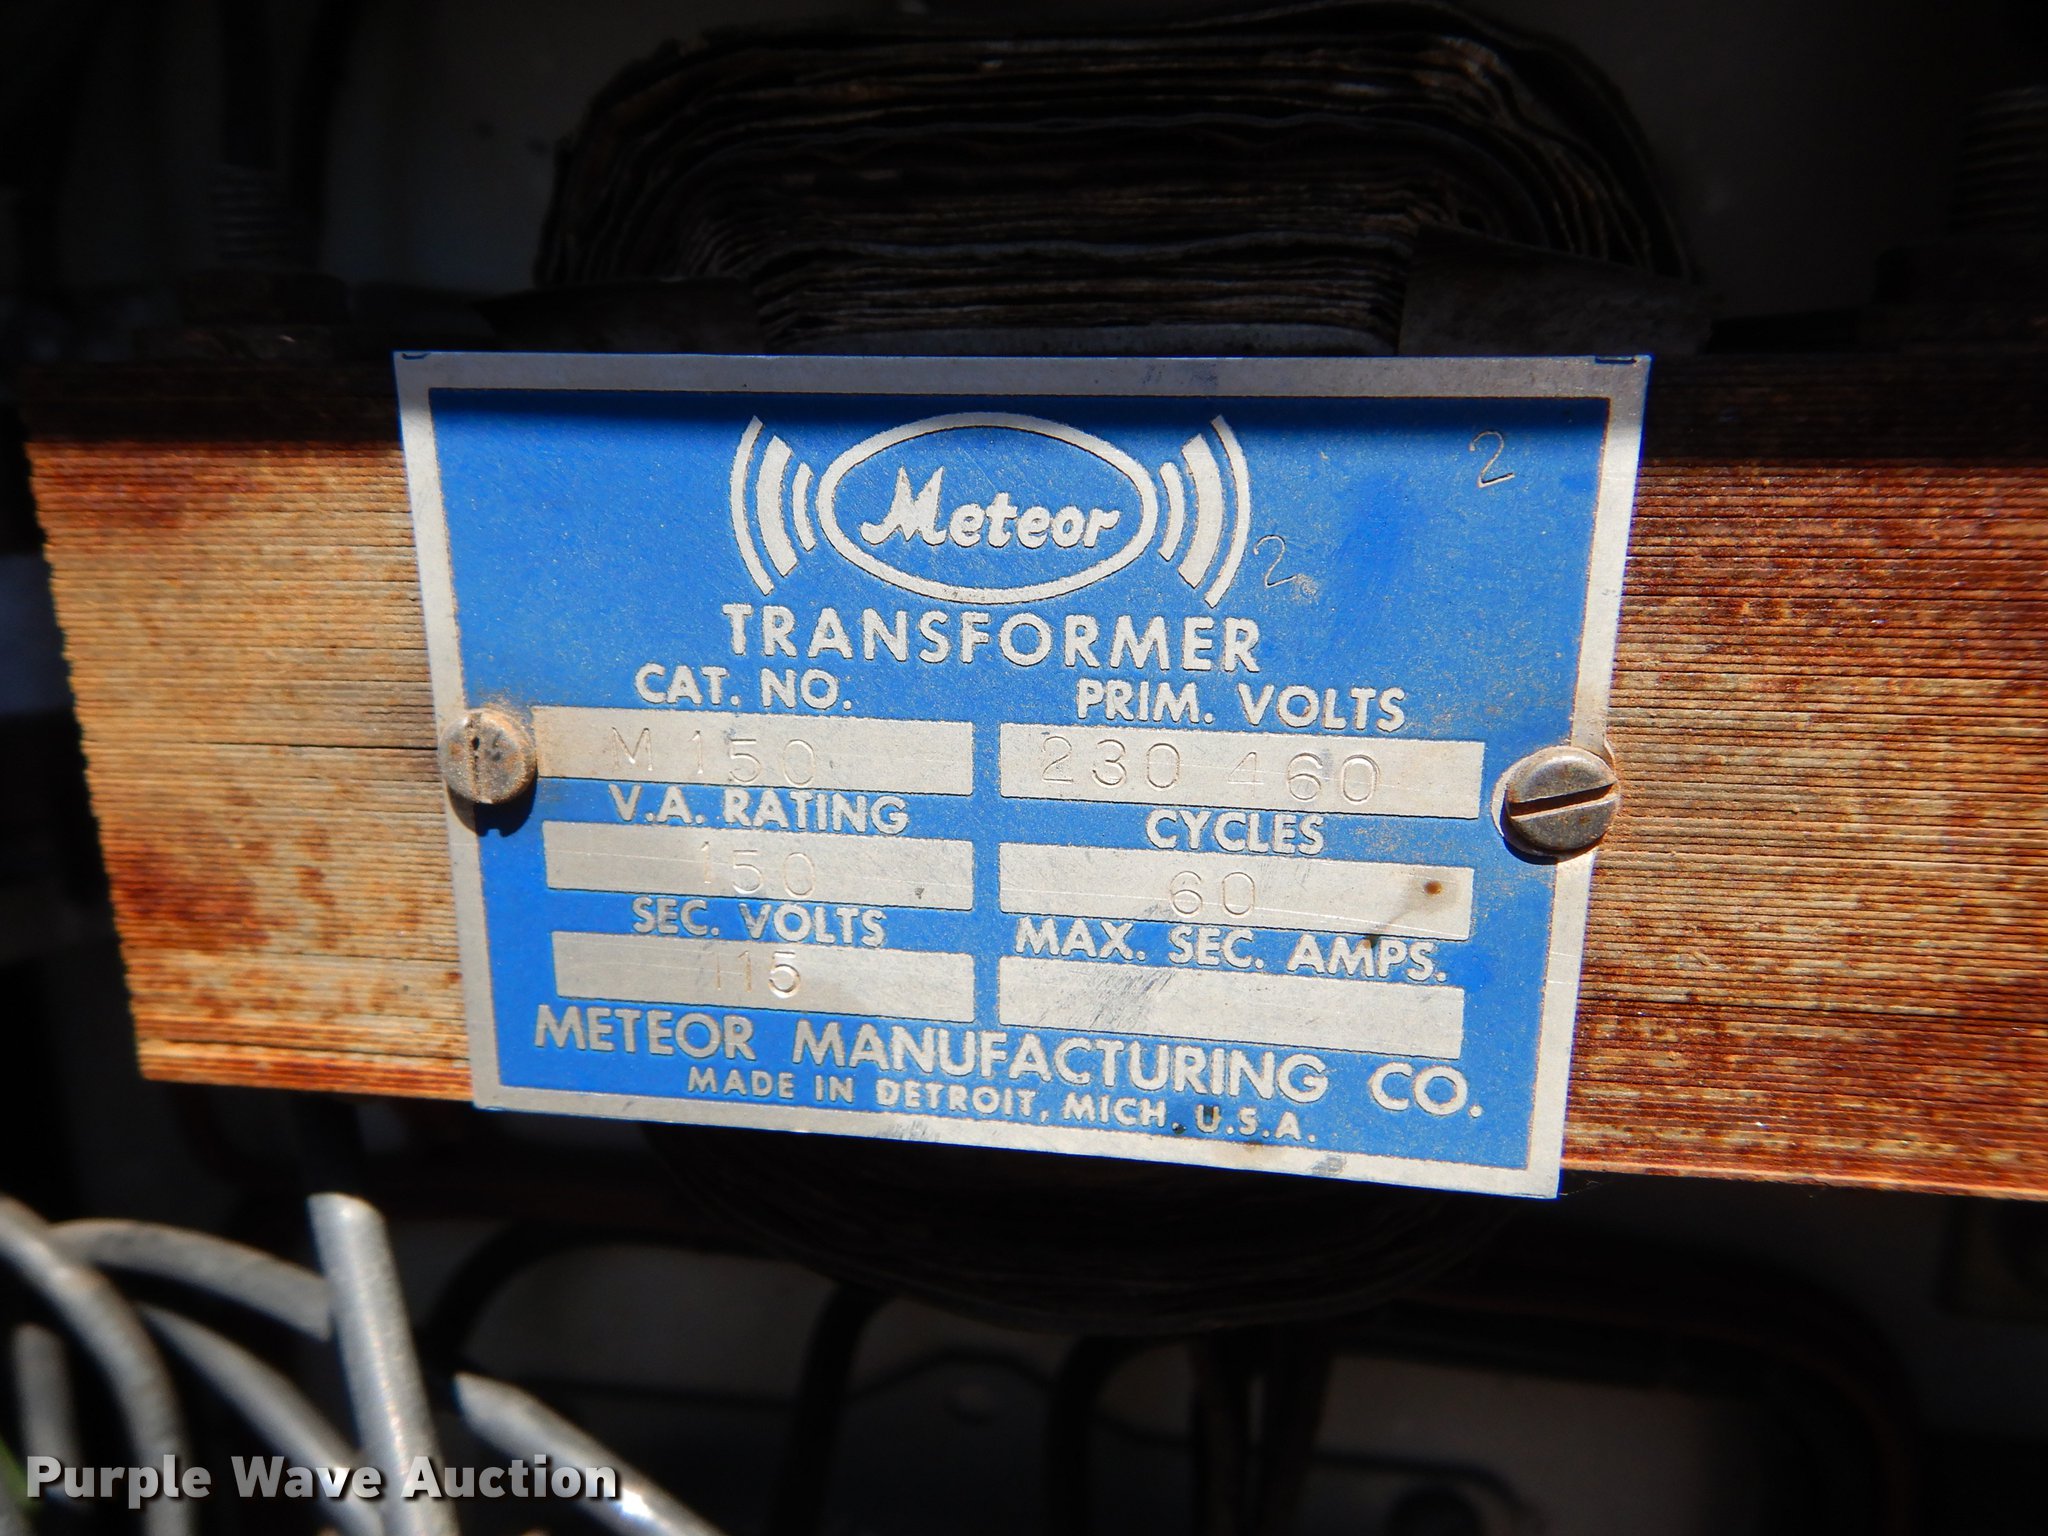 2
Meteor
2
TRANSFORMER
CAT. NO. PRIM. VOLTS
M 150 230 460
V.A. RATING CYCLES
150 60
SEC. VOLTS MAX. SEC. AMPS.
115
METEOR MANUFACTURING CO.
MADE IN DETROIT, MICH. U.S.A.
Purple Wave Auction